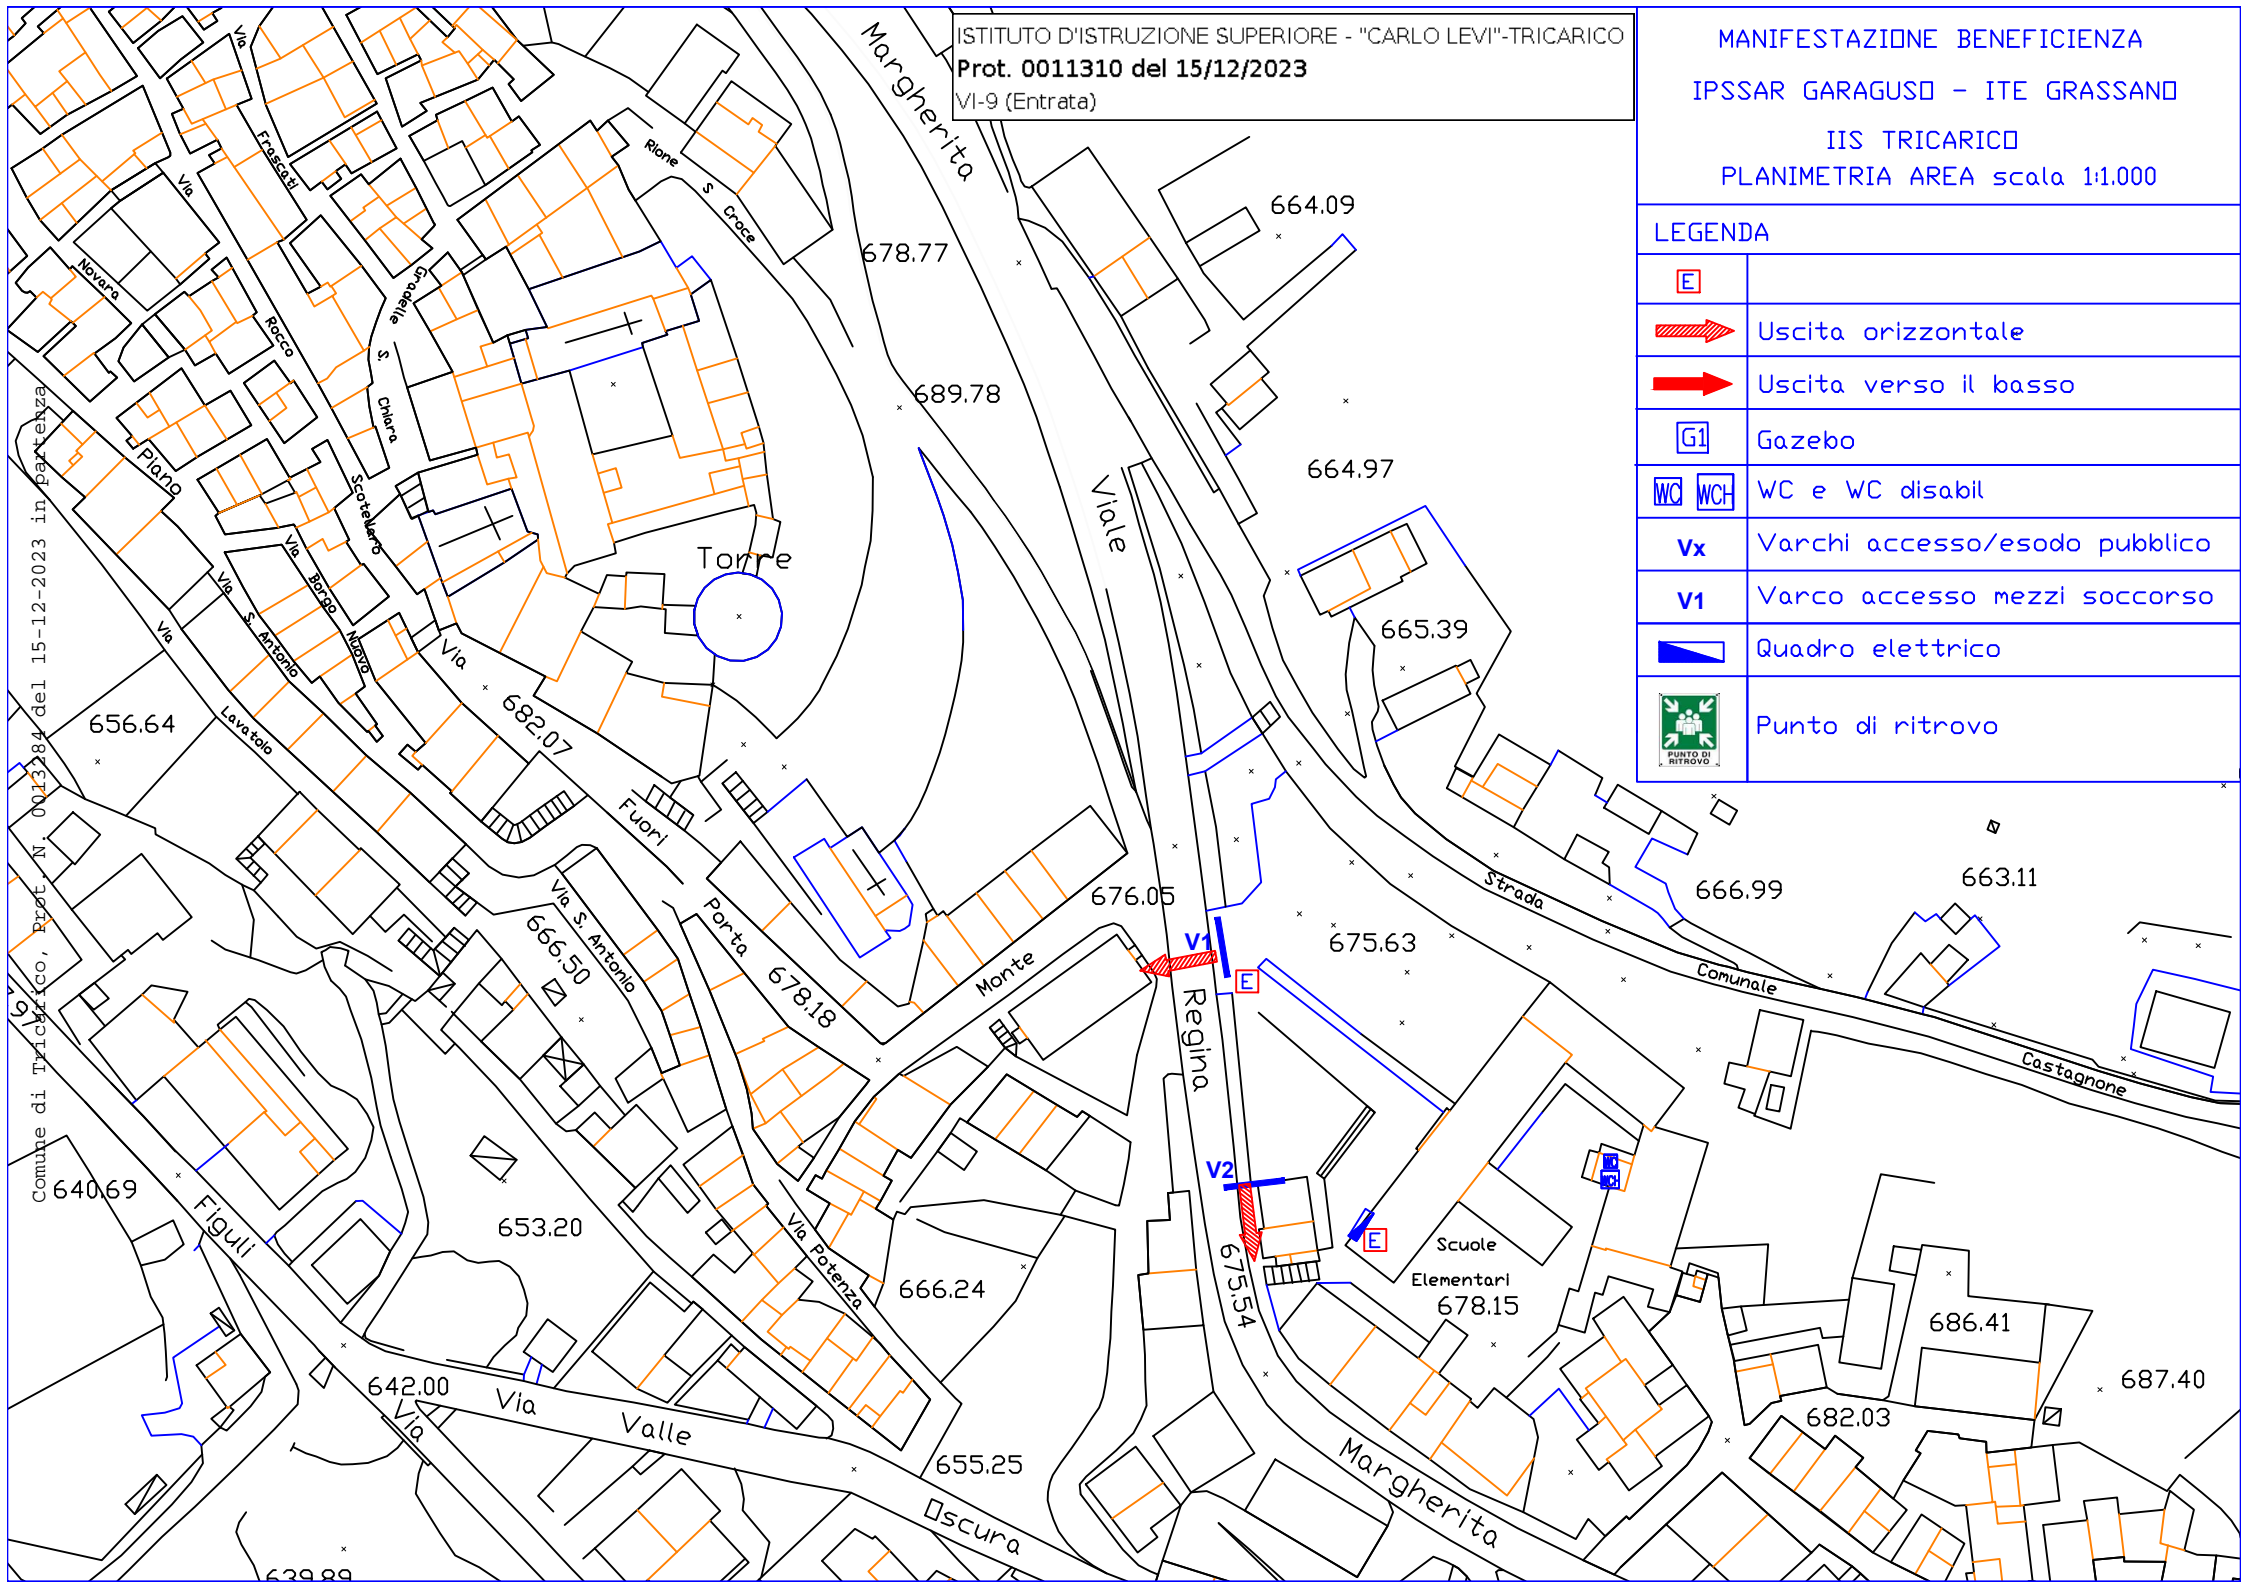 ISTITUTO D'ISTRUZIONE SUPERIORE - "CARLO LEVI"-TRICARICO
Prot. 0011310 del 15/12/2023
VI-9 (Entrata)
MANIFESTAZIONE BENEFICIENZA
IPSSAR GARAGUSO - ITE GRASSANO
IIS TRICARICO
PLANIMETRIA AREA scala 1:1.000
LEGENDA
E
Uscita orizzontale
Uscita verso il basso
G1 Gazebo
WC WCH WC e WC disabil
Vx Varchi accesso/esodo pubblico
V1 Varco accesso mezzi soccorso
Quadro elettrico
PUNTO DI RITROVO Punto di ritrovo
Comune di Tricarico, Prot. N. 0013284 del 15-12-2023 in partenza
Margherita
Via
Frascati
Via
Rione
S
Croce
664.09
678.77
Novara
Gradelle
Rocco
S.
Chiara
689.78
664.97
Piano
Scotellaro
Viale
Torre
Via
Borgo
Nuovo
Via
S. Antonio
Via
Via
665.39
682.07
656.64
Lavatoio
Fuori
Via S. Antonio
Porta
676.05
Strada
666.99
663.11
666.50
678.18
Monte
V1
E
675.63
Comunale
Regina
Castagnone
640.69
Figuli
653.20
Via Potenza
V2
WC
WCH
E
Scuole
Elementari
678.15
675.54
666.24
686.41
687.40
682.03
642.00
Via
Via
Valle
655.25
Oscura
Margherita
639.89